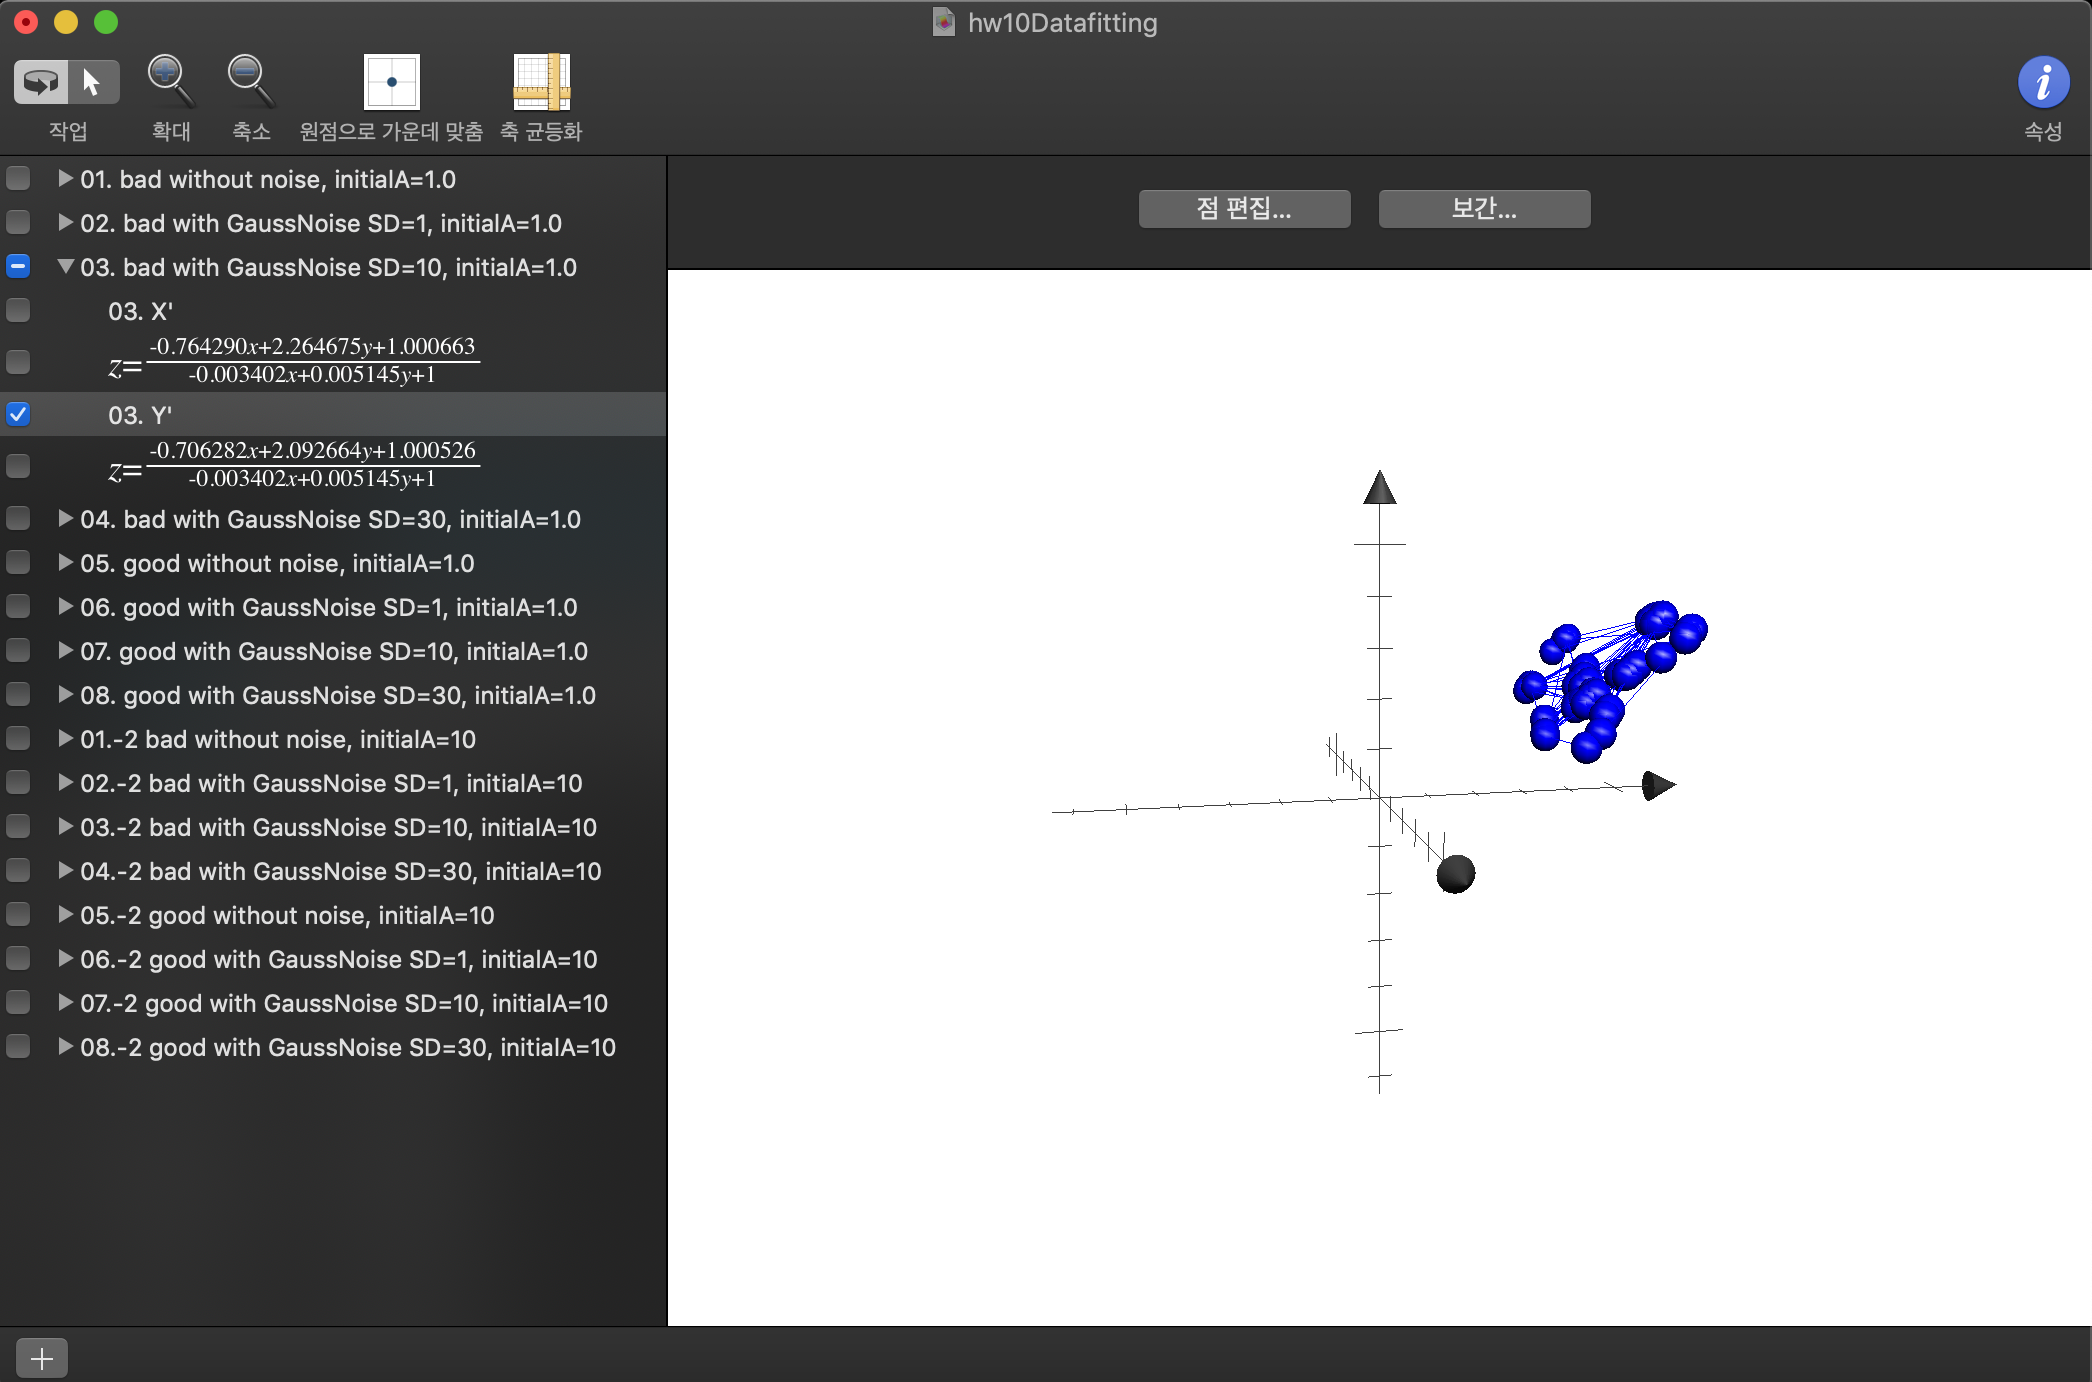 hw10Datafitting
작업
확대
축소
원점으로 가운데 맞춤
축 균등화
속성
점 편집...
보간...
01. bad without noise, initialA=1.0
02. bad with GaussNoise SD=1, initialA=1.0
03. bad with GaussNoise SD=10, initialA=1.0
03. X'
z= -0.764290x+2.264675y+1.000663
-0.003402x+0.005145y+1
03. Y'
z= -0.706282x+2.092664y+1.000526
-0.003402x+0.005145y+1
04. bad with GaussNoise SD=30, initialA=1.0
05. good without noise, initialA=1.0
06. good with GaussNoise SD=1, initialA=1.0
07. good with GaussNoise SD=10, initialA=1.0
08. good with GaussNoise SD=30, initialA=1.0
01.-2 bad without noise, initialA=10
02.-2 bad with GaussNoise SD=1, initialA=10
03.-2 bad with GaussNoise SD=10, initialA=10
04.-2 bad with GaussNoise SD=30, initialA=10
05.-2 good without noise, initialA=10
06.-2 good with GaussNoise SD=1, initialA=10
07.-2 good with GaussNoise SD=10, initialA=10
08.-2 good with GaussNoise SD=30, initialA=10